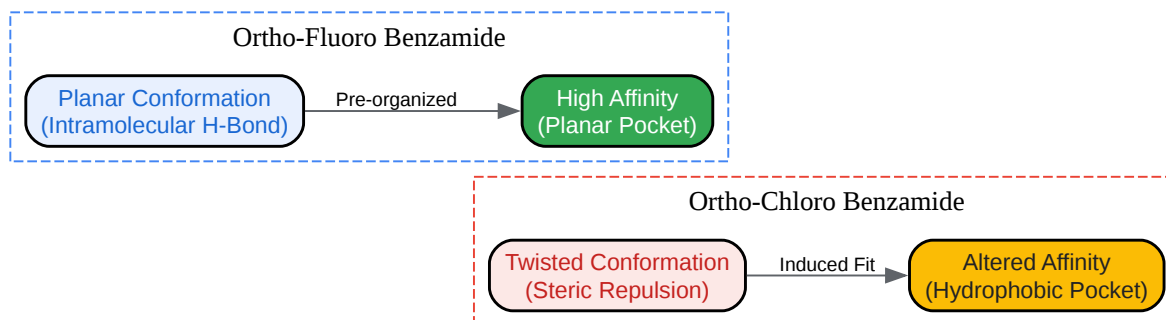 Ortho-Fluoro Benzamide
Planar Conformation
(Intramolecular H-Bond)
Pre-organized
High Affinity
(Planar Pocket)
Ortho-Chloro Benzamide
Twisted Conformation
(Steric Repulsion)
Induced Fit
Altered Affinity
(Hydrophobic Pocket)